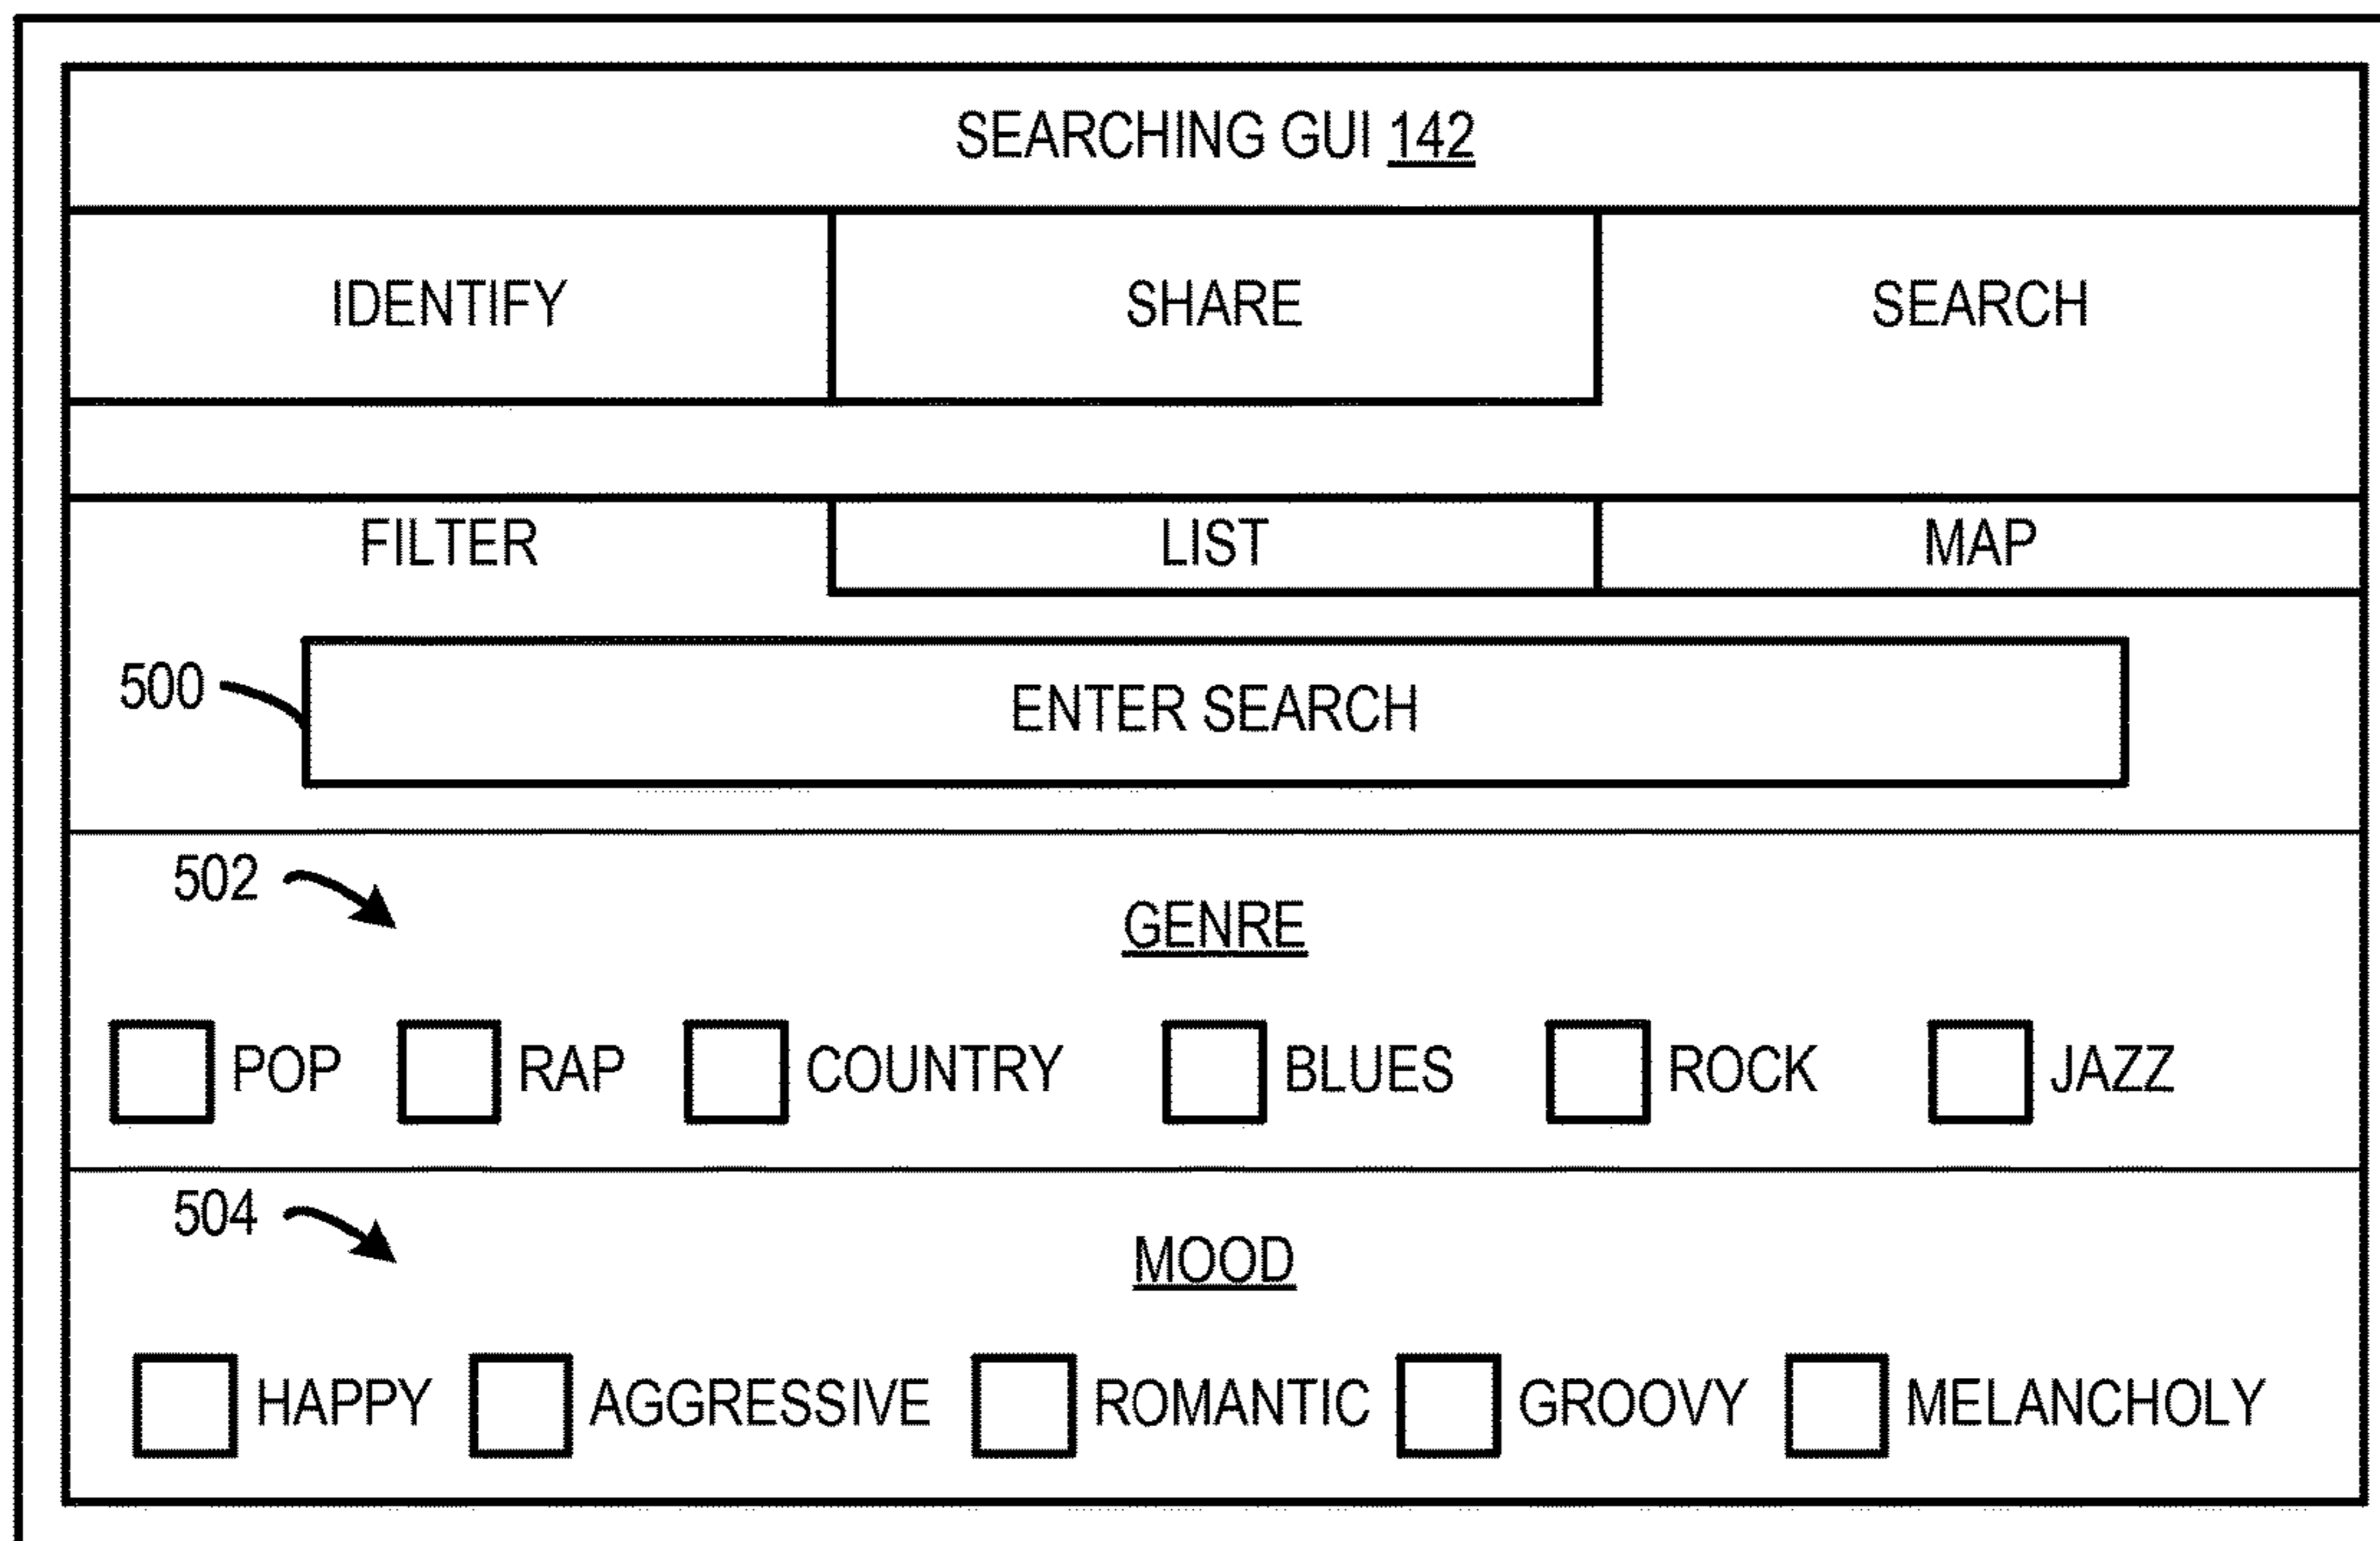 SEARCHING GUI 142
IDENTIFY SHARE SEARCH
FILTER LIST MAP
500 ENTER SEARCH
502
GENRE
POP RAP COUNTRY BLUES ROCK JAZZ
504
MOOD
HAPPY AGGRESSIVE ROMANTIC GROOVY MELANCHOLY